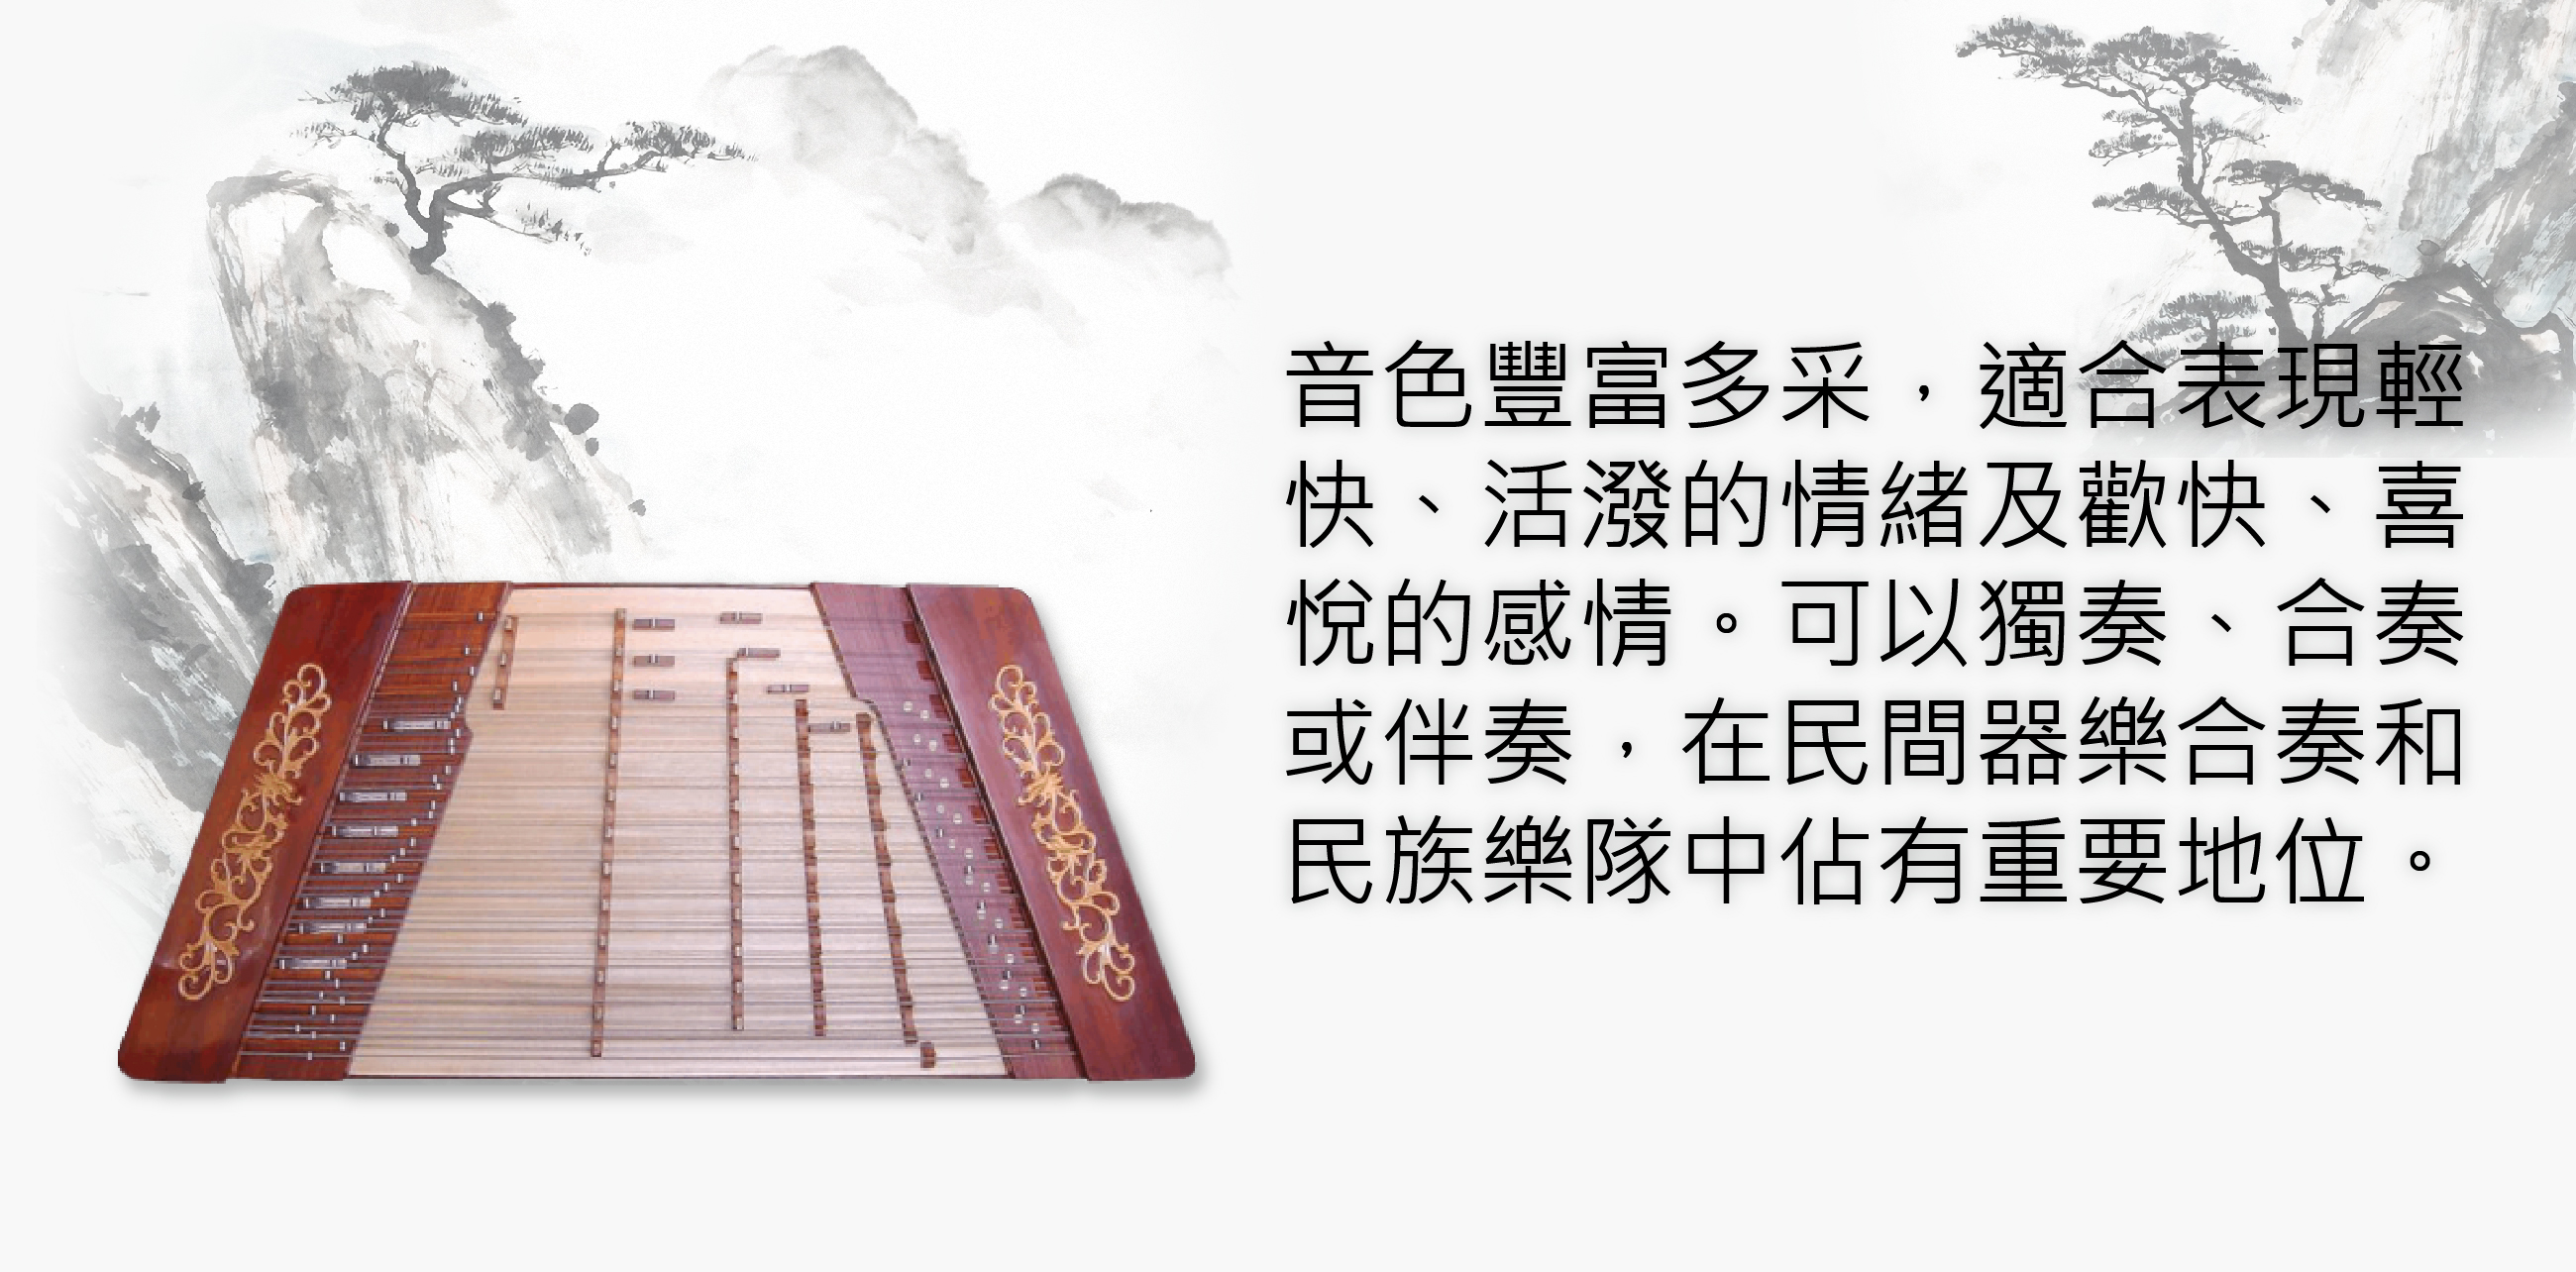 音色豐富多采，適合表現輕
快、活潑的情緒及歡快、喜
悅的感情。可以獨奏、合奏
或伴奏，在民間器樂合奏和
民族樂隊中佔有重要地位。